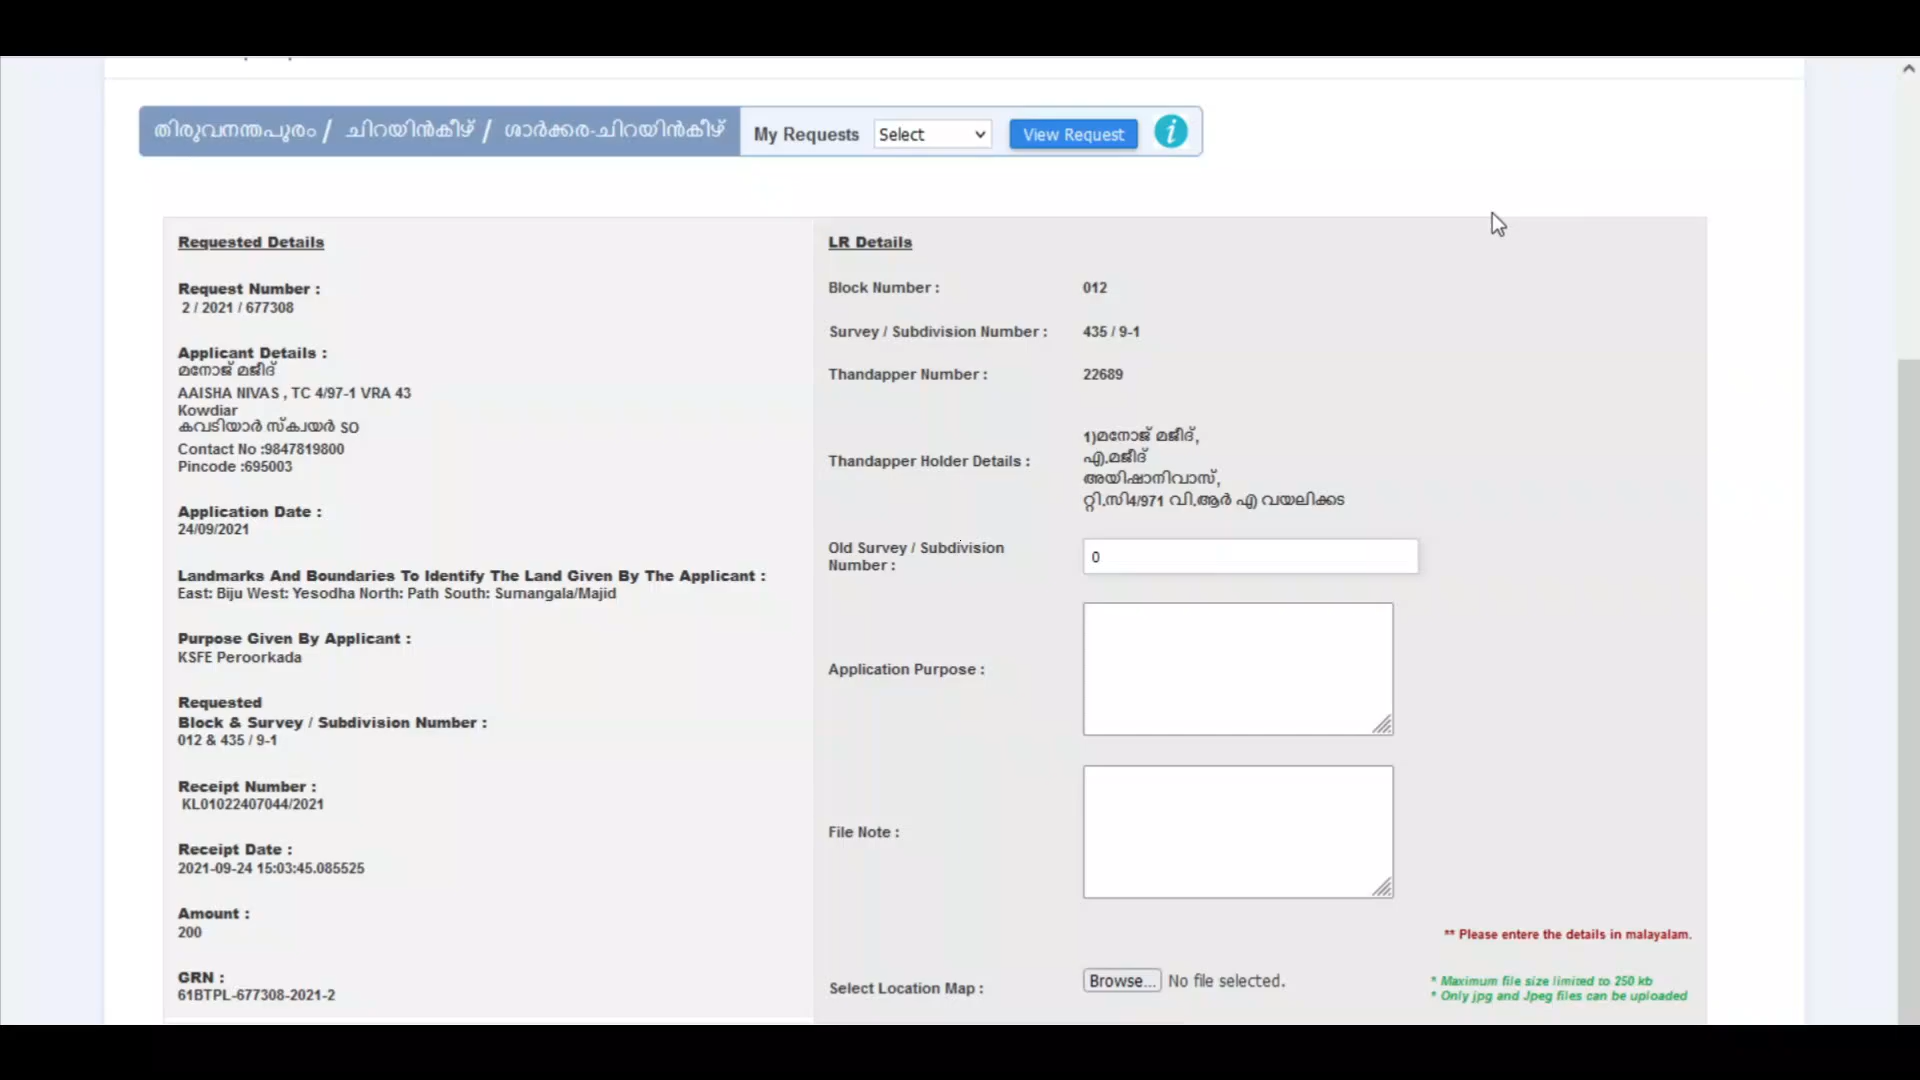 തിരുവനന്തപുരം / ചിറയിൻകീഴ് / ശാർക്കര-ചിറയിൻകീഴ് My Requests Select View Request i
Requested Details
Request Number :
2 / 2021 / 677308
Applicant Details :
മനോജ് മജീദ്
AAISHA NIVAS , TC 4/97-1 VRA 43
Kowdiar
കവടിയാർ സ്ക്വയർ SO
Contact No :9847819800
Pincode :695003
Application Date :
24/09/2021
Landmarks And Boundaries To Identify The Land Given By The Applicant :
East: Biju West: Yesodha North: Path South: Sumangala/Majid
Purpose Given By Applicant :
KSFE Peroorkada
Requested
Block & Survey / Subdivision Number :
012 & 435 / 9-1
Receipt Number :
KL01022407044/2021
Receipt Date :
2021-09-24 15:03:45.085525
Amount :
200
GRN :
61BTPL-677308-2021-2
LR Details
Block Number : 012
Survey / Subdivision Number : 435 / 9-1
Thandapper Number : 22689
Thandapper Holder Details :
1)മനോജ് മജീദ്,
എ.മജീദ്
അയിഷാനിവാസ്,
റ്റി.സി4/971 വി.ആർ എ വയലിക്കട
Old Survey / Subdivision
Number :
0
Application Purpose :
File Note :
** Please entere the details in malayalam.
Select Location Map : Browse... No file selected.
* Maximum file size limited to 250 kb
* Only jpg and Jpeg files can be uploaded